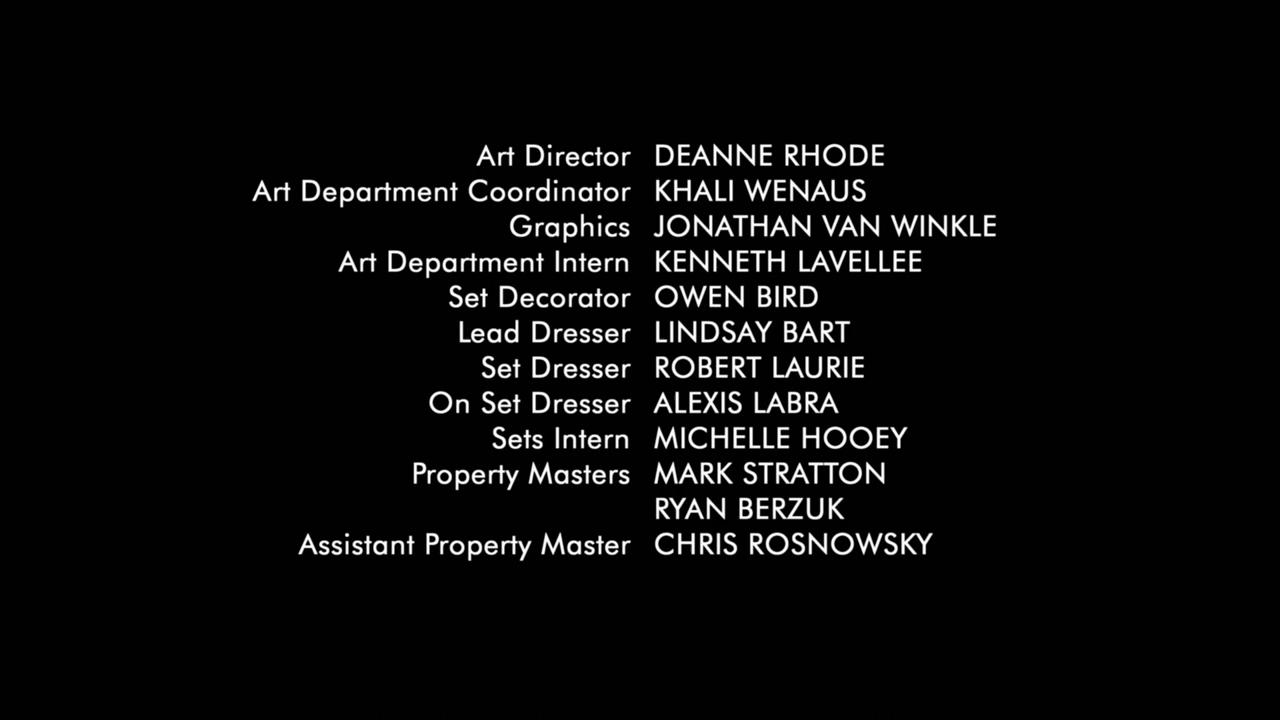 Art Director DEANNE RHODE
Art Department Coordinator KHALI WENAUS
Graphics JONATHAN VAN WINKLE
Art Department Intern KENNETH LAVELLEE
Set Decorator OWEN BIRD
Lead Dresser LINDSAY BART
Set Dresser ROBERT LAURIE
On Set Dresser ALEXIS LABRA
Sets Intern MICHELLE HOOEY
Property Masters MARK STRATTON
RYAN BERZUK
Assistant Property Master CHRIS ROSNOWSKY